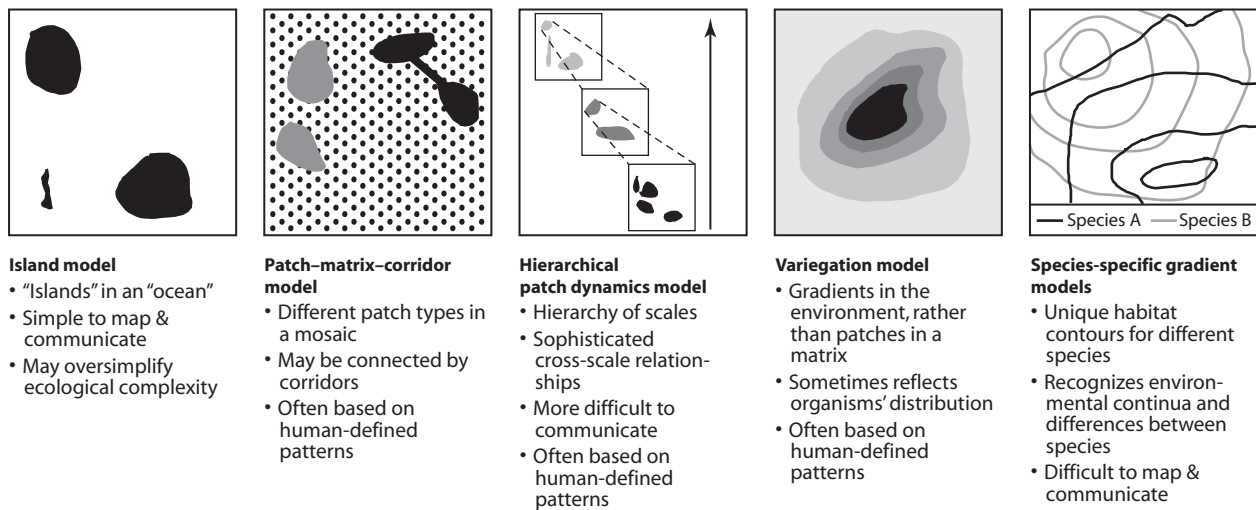 Species A
Species B
Island model
• “Islands” in an “ocean”
• Simple to map &
communicate
• May oversimplify
ecological complexity
Patch–matrix–corridor
model
• Different patch types in
a mosaic
• May be connected by
corridors
• Often based on
human-defined
patterns
Hierarchical
patch dynamics model
• Hierarchy of scales
• Sophisticated
cross-scale relation-
ships
• More difficult to
communicate
• Often based on
human-defined
patterns
Variegation model
• Gradients in the
environment, rather
than patches in a
matrix
• Sometimes reflects
organisms’ distribution
• Often based on
human-defined
patterns
Species-specific gradient
models
• Unique habitat
contours for different
species
• Recognizes environ-
mental continua and
differences between
species
• Difficult to map &
communicate